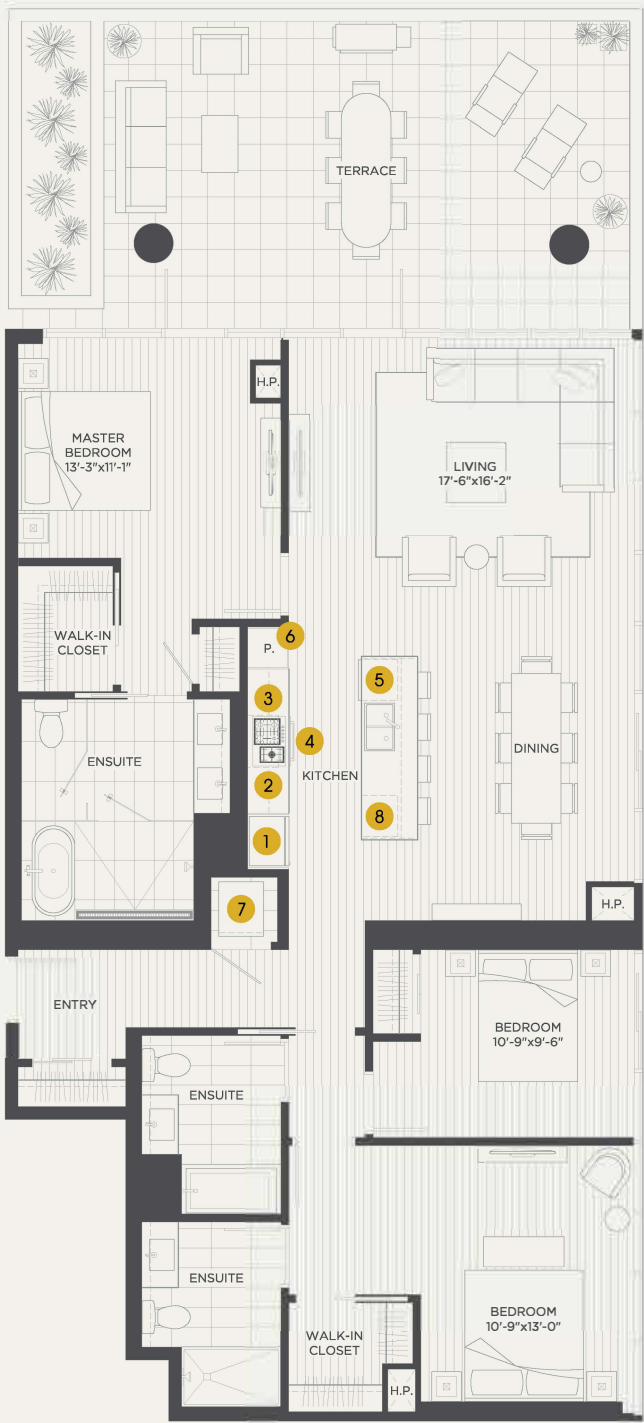 TERRACE
H.P.
MASTER
BEDROOM
13'-3"x11'-1"
LIVING
17'-6"x16'-2"
WALK-IN
CLOSET
P.
6
3
5
4
ENSUITE
KITCHEN
DINING
2
8
1
7
H.P.
ENTRY
BEDROOM
10'-9"x9'-6"
ENSUITE
ENSUITE
WALK-IN
CLOSET
BEDROOM
10'-9"x13'-0"
H.P.